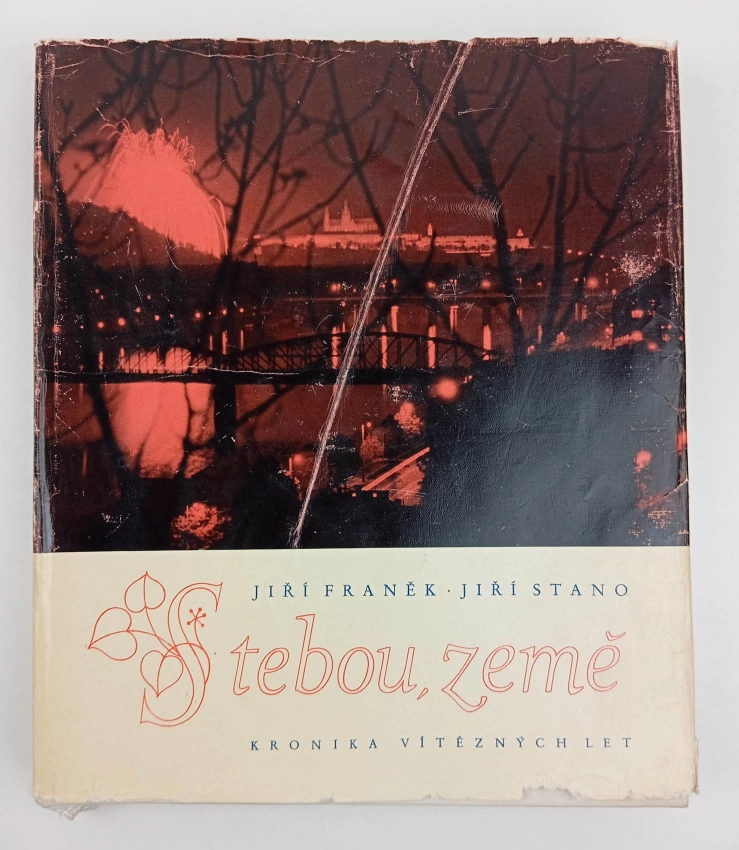 JIŘÍ FRANĚK · JIŘÍ STANO
S tebou, země
KRONIKA VÍTĚZNÝCH LET